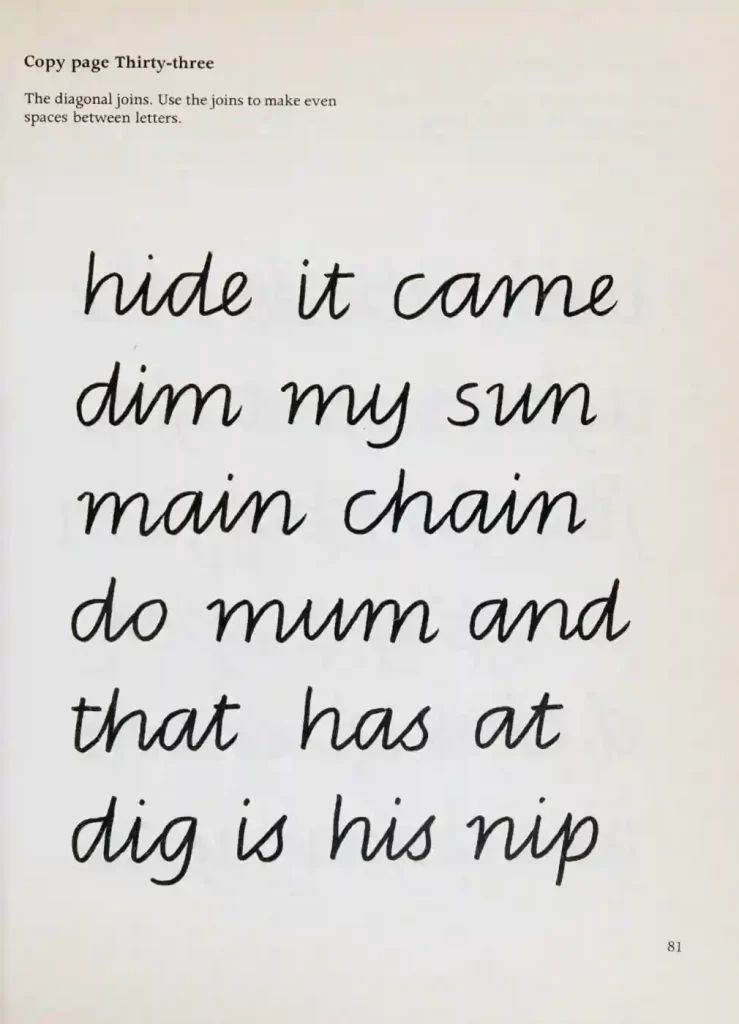 Copy page Thirty-three
The diagonal joins. Use the joins to make even
spaces between letters.
hide it came
dim my sun
main chain
do mum and
that has at
dig is his nip
81